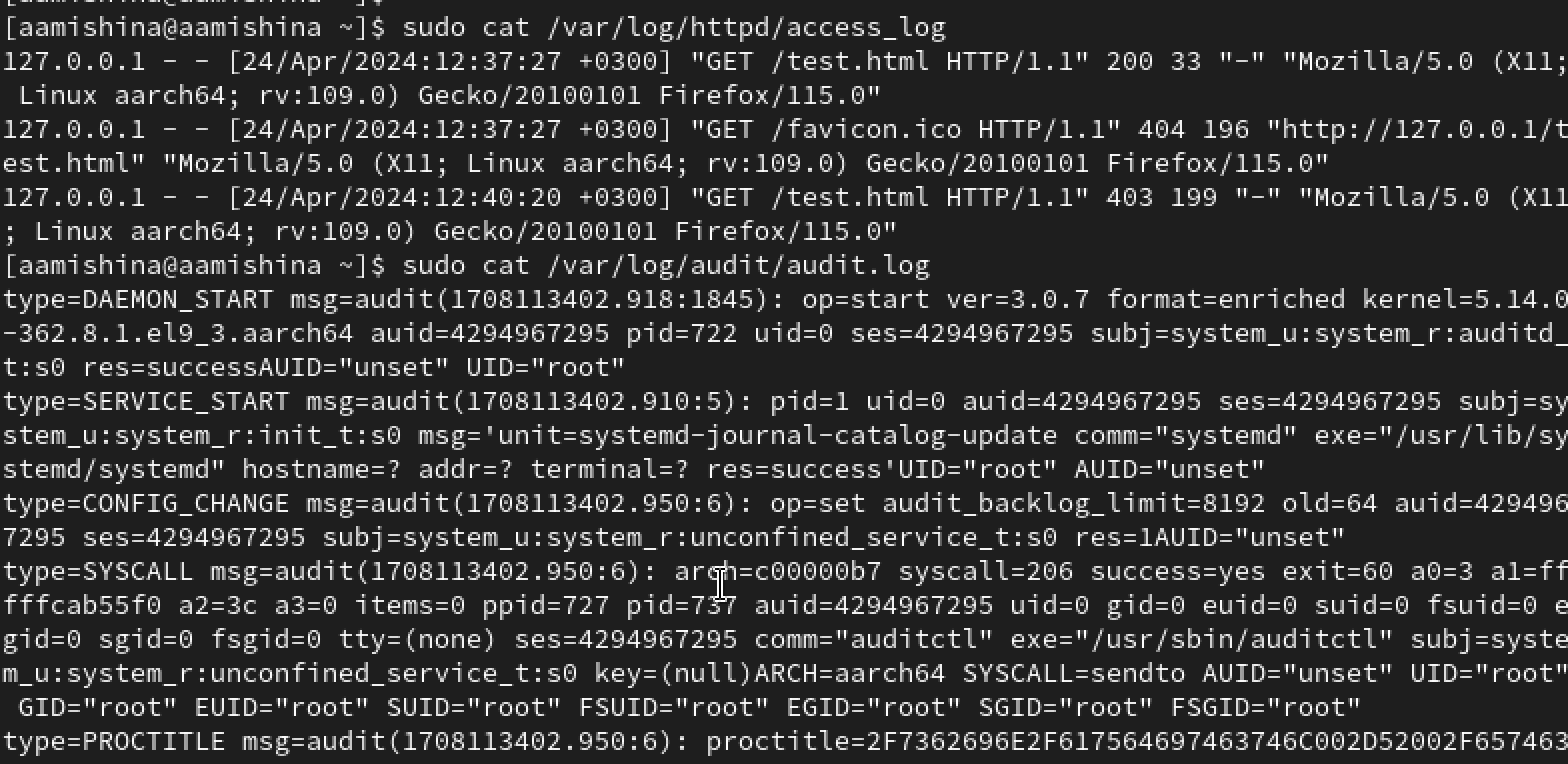 [aamishina@aamishina ~]$
[aamishina@aamishina ~]$ sudo cat /var/log/httpd/access_log
127.0.0.1 - - [24/Apr/2024:12:37:27 +0300] "GET /test.html HTTP/1.1" 200 33 "-" "Mozilla/5.0 (X11;
 Linux aarch64; rv:109.0) Gecko/20100101 Firefox/115.0"
127.0.0.1 - - [24/Apr/2024:12:37:27 +0300] "GET /favicon.ico HTTP/1.1" 404 196 "http://127.0.0.1/t
est.html" "Mozilla/5.0 (X11; Linux aarch64; rv:109.0) Gecko/20100101 Firefox/115.0"
127.0.0.1 - - [24/Apr/2024:12:40:20 +0300] "GET /test.html HTTP/1.1" 403 199 "-" "Mozilla/5.0 (X11
; Linux aarch64; rv:109.0) Gecko/20100101 Firefox/115.0"
[aamishina@aamishina ~]$ sudo cat /var/log/audit/audit.log
type=DAEMON_START msg=audit(1708113402.918:1845): op=start ver=3.0.7 format=enriched kernel=5.14.0
-362.8.1.el9_3.aarch64 auid=4294967295 pid=722 uid=0 ses=4294967295 subj=system_u:system_r:auditd_
t:s0 res=successAUID="unset" UID="root"
type=SERVICE_START msg=audit(1708113402.910:5): pid=1 uid=0 auid=4294967295 ses=4294967295 subj=sy
stem_u:system_r:init_t:s0 msg='unit=systemd-journal-catalog-update comm="systemd" exe="/usr/lib/sy
stemd/systemd" hostname=? addr=? terminal=? res=success'UID="root" AUID="unset"
type=CONFIG_CHANGE msg=audit(1708113402.950:6): op=set audit_backlog_limit=8192 old=64 auid=429496
7295 ses=4294967295 subj=system_u:system_r:unconfined_service_t:s0 res=1AUID="unset"
type=SYSCALL msg=audit(1708113402.950:6): arch=c00000b7 syscall=206 success=yes exit=60 a0=3 a1=ff
fffcab55f0 a2=3c a3=0 items=0 ppid=727 pid=737 auid=4294967295 uid=0 gid=0 euid=0 suid=0 fsuid=0 e
gid=0 sgid=0 fsgid=0 tty=(none) ses=4294967295 comm="auditctl" exe="/usr/sbin/auditctl" subj=syste
m_u:system_r:unconfined_service_t:s0 key=(null)ARCH=aarch64 SYSCALL=sendto AUID="unset" UID="root"
 GID="root" EUID="root" SUID="root" FSUID="root" EGID="root" SGID="root" FSGID="root"
type=PROCTITLE msg=audit(1708113402.950:6): proctitle=2F7362696E2F617564697463746C002D52002F657463